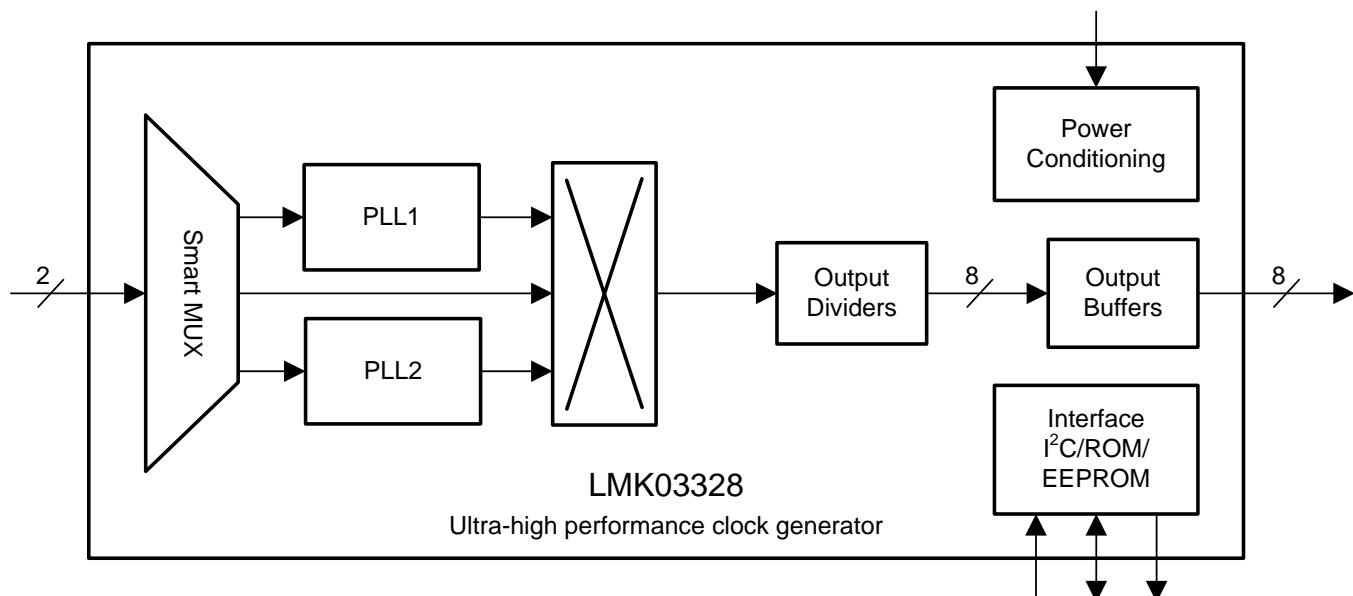 Power
Conditioning
PLL1
Smart MUX
2
Output
Dividers
8
Output
Buffers
8
PLL2
Interface
I²C/ROM/
EEPROM
LMK03328
Ultra-high performance clock generator